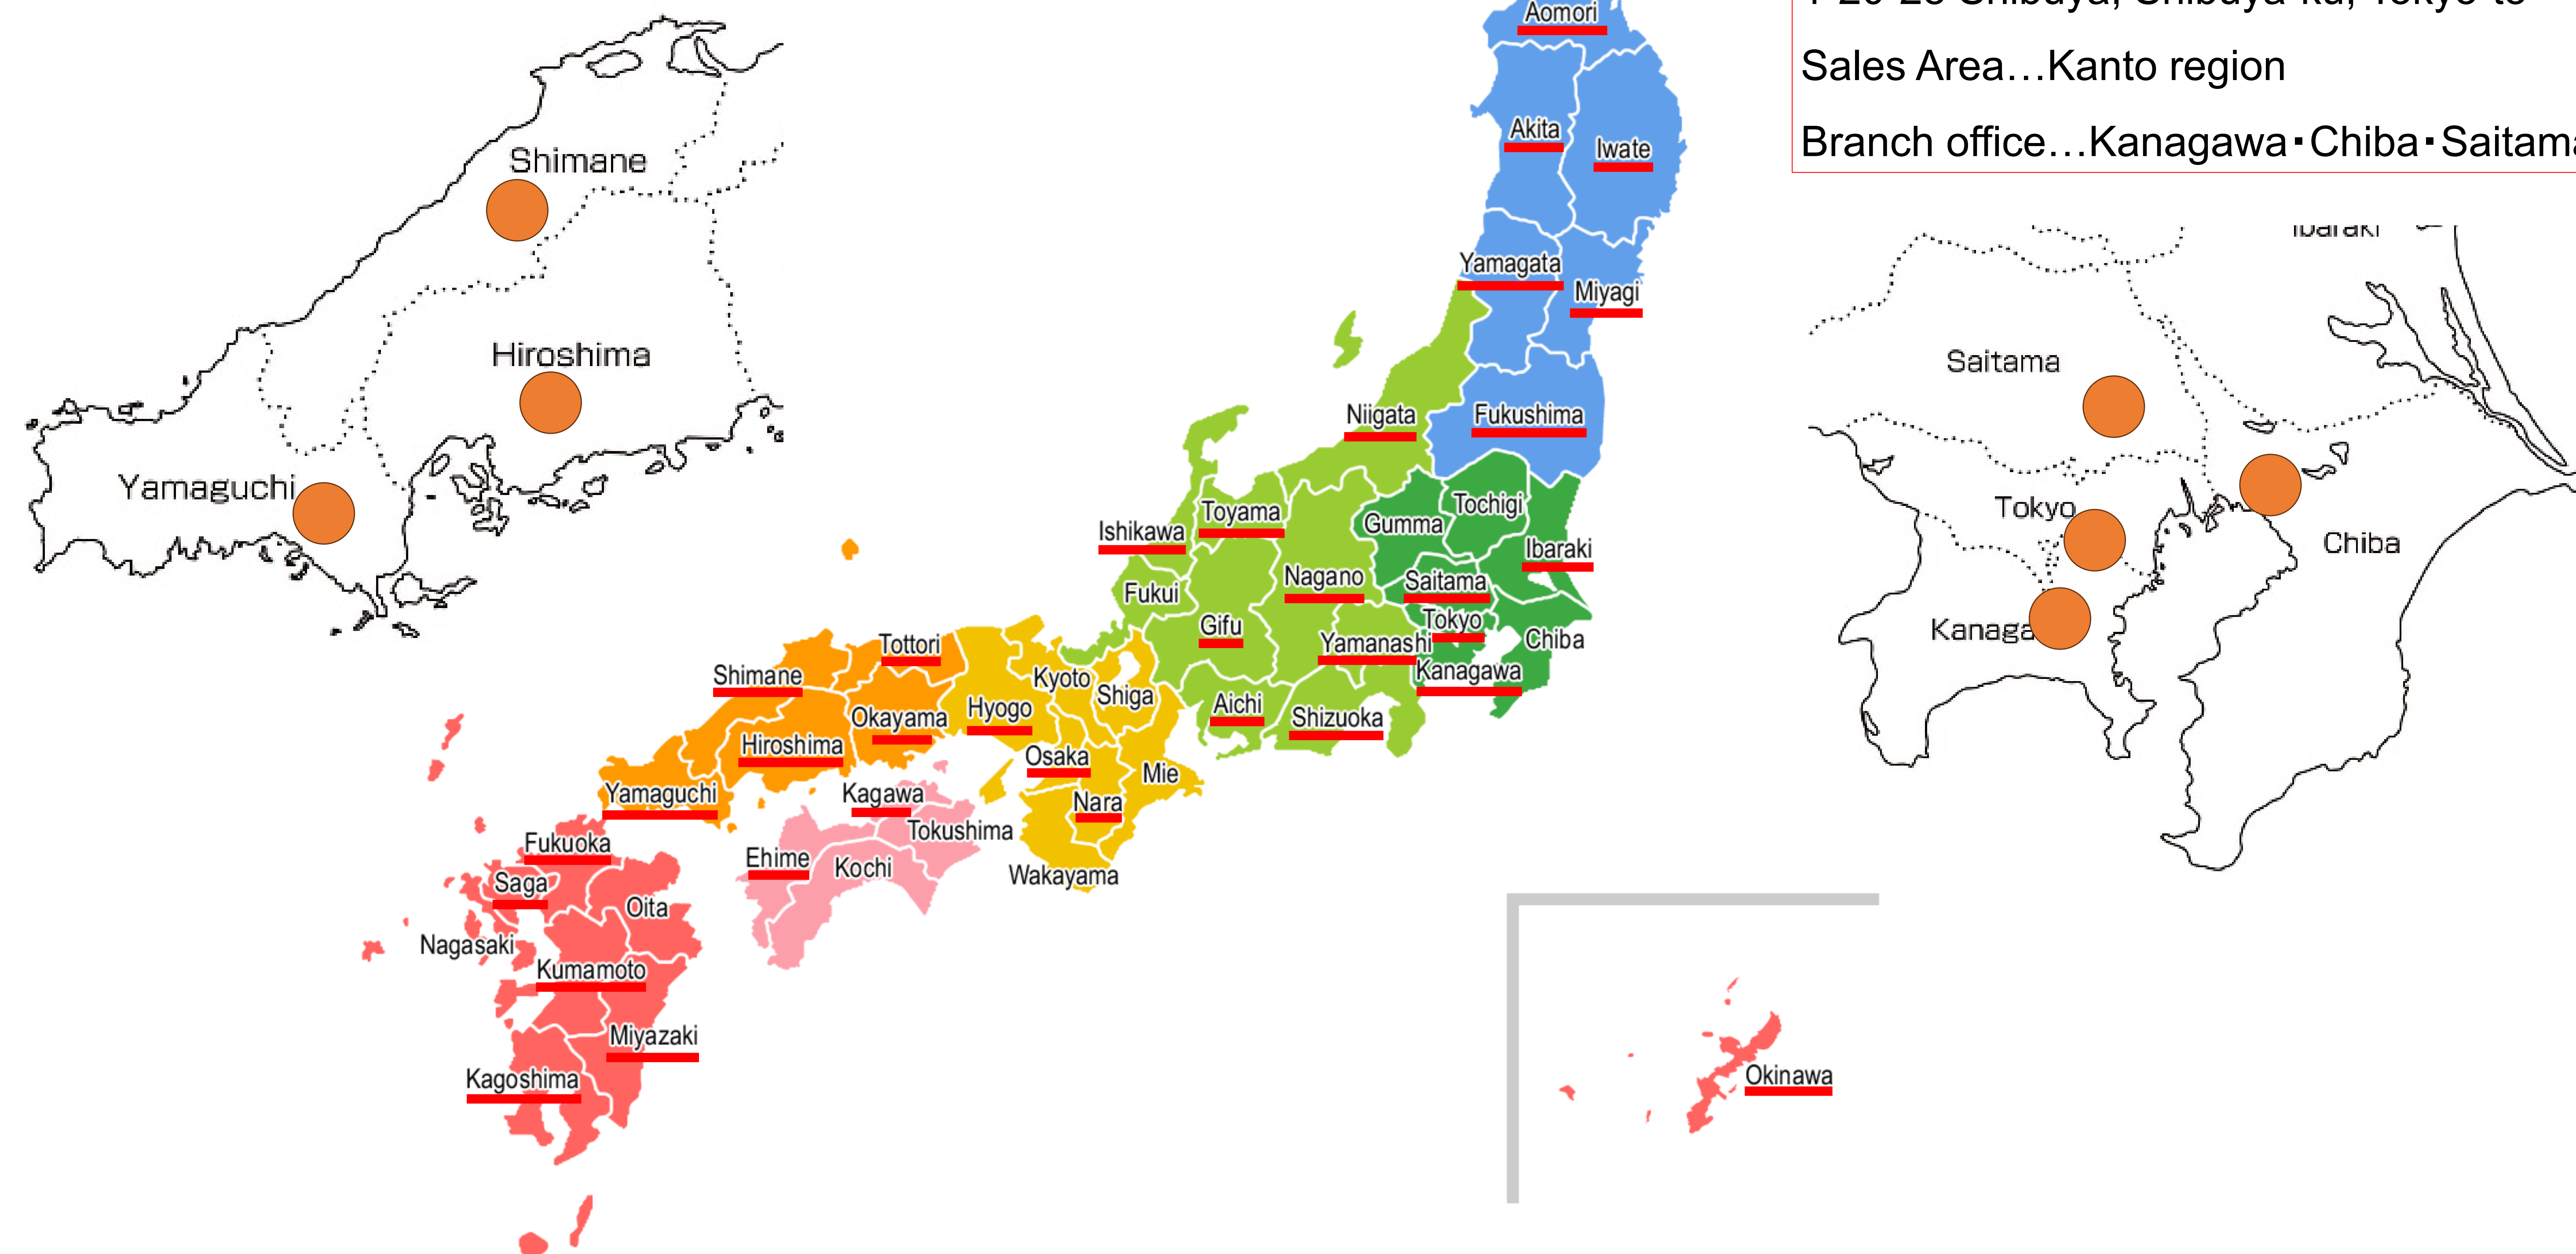 Sales Area…Kanto region
Branch office…Kanagawa･Chiba･Saitama
Shimane
Hiroshima
Yamaguchi
Aomori
Akita
Iwate
Yamagata
Miyagi
Niigata
Fukushima
Ishikawa
Toyama
Gumma
Tochigi
Ibaraki
Fukui
Nagano
Saitama
Gifu
Tokyo
Yamanashi
Chiba
Kanagawa
Tottori
Shimane
Kyoto
Shiga
Okayama
Hyogo
Aichi
Shizuoka
Hiroshima
Osaka
Mie
Yamaguchi
Kagawa
Nara
Tokushima
Fukuoka
Ehime
Kochi
Wakayama
Saga
Oita
Nagasaki
Kumamoto
Miyazaki
Kagoshima
Okinawa
Ibaraki
Saitama
Tokyo
Chiba
Kanaga